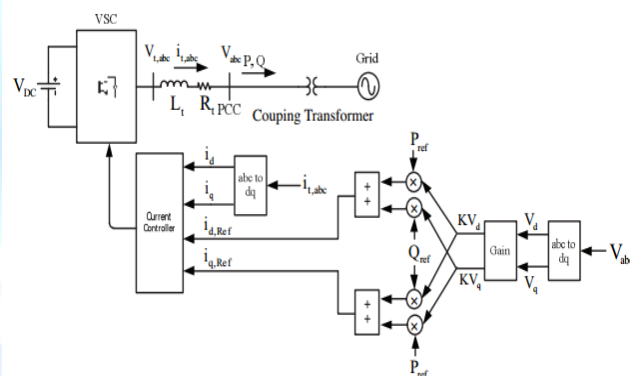 VSC
V_DC
V_t,abc i_t,abc
V_abc P,Q
Grid
L_t R_t PCC
Couping Transformer
P_ref
i_d
i_q
abc to
dq
i_t,abc
+
+
X
X
Current
Controller
i_d,Ref
i_q,Ref
Q_ref
KV_d
KV_q
Gain
V_d
V_q
abc to
dq
V_ab
+
+
X
X
P_ref